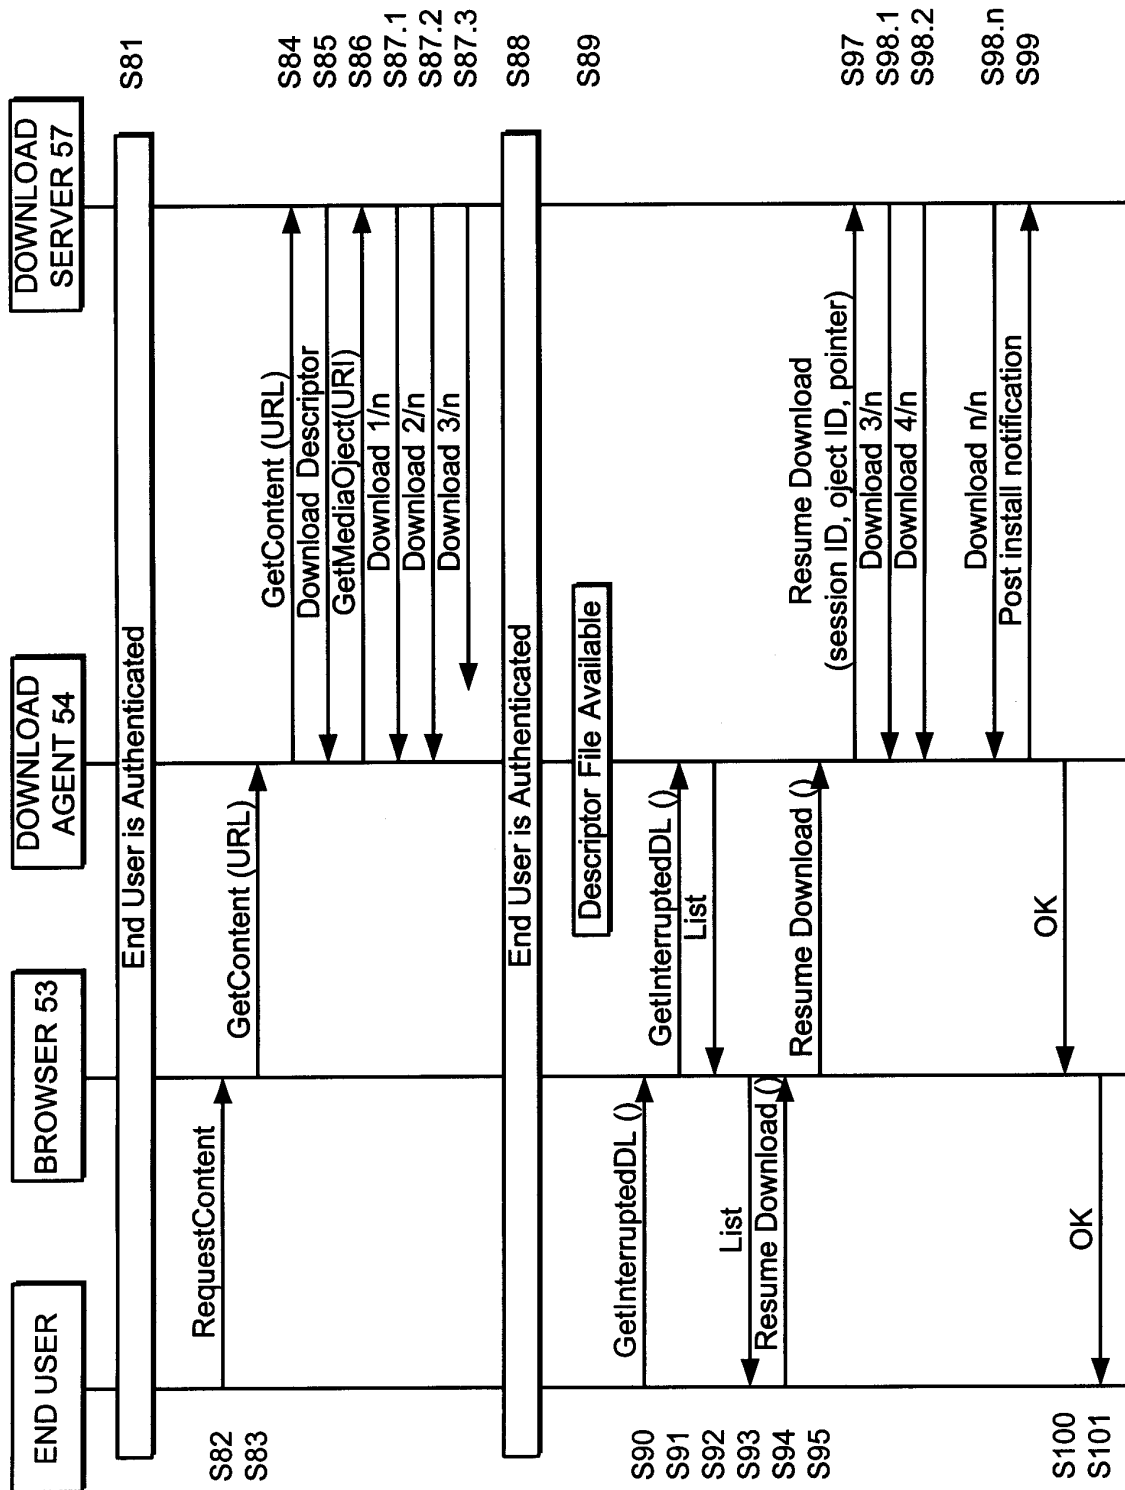 END USER
BROWSER 53
DOWNLOAD
AGENT 54
DOWNLOAD
SERVER 57
End User is Authenticated
S81
S82
RequestContent
S83
GetContent (URL)
GetContent (URL)
S84
Download Descriptor
S85
GetMediaOject(URI)
S86
Download 1/n
S87.1
Download 2/n
S87.2
Download 3/n
S87.3
End User is Authenticated
S88
Descriptor File Available
S89
S90
GetInterruptedDL ()
S91
GetInterruptedDL ()
S92
List
S93
List
S94
Resume Download ()
S95
Resume Download ()
Resume Download
(session ID, oject ID, pointer)
S97
Download 3/n
S98.1
Download 4/n
S98.2
Download n/n
S98.n
Post install notification
S99
S100
OK
S101
OK